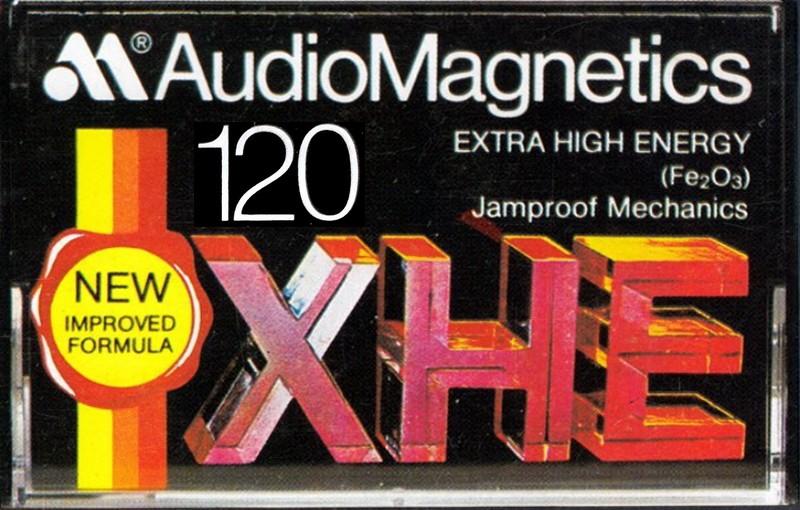 ® AudioMagnetics
120
EXTRA HIGH ENERGY
(Fe₂O₃)
Jamproof Mechanics
NEW
IMPROVED
FORMULA
XHE